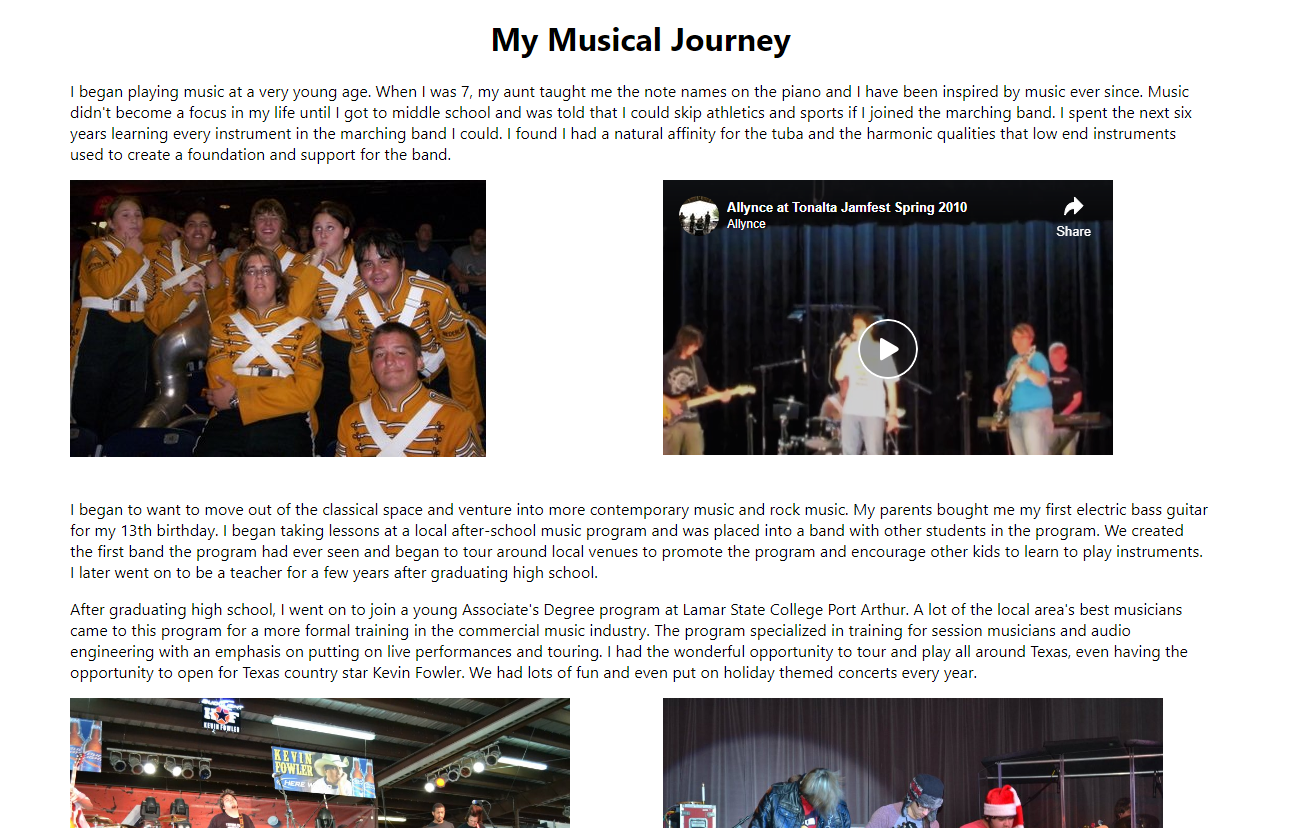 My Musical Journey
I began playing music at a very young age. When I was 7, my aunt taught me the note names on the piano and I have been inspired by music ever since. Music
didn't become a focus in my life until I got to middle school and was told that I could skip athletics and sports if I joined the marching band. I spent the next six
years learning every instrument in the marching band I could. I found I had a natural affinity for the tuba and the harmonic qualities that low end instruments
used to create a foundation and support for the band.
Allynce at Tonalta Jamfest Spring 2010
Allynce
Share
I began to want to move out of the classical space and venture into more contemporary music and rock music. My parents bought me my first electric bass guitar
for my 13th birthday. I began taking lessons at a local after-school music program and was placed into a band with other students in the program. We created
the first band the program had ever seen and began to tour around local venues to promote the program and encourage other kids to learn to play instruments.
I later went on to be a teacher for a few years after graduating high school.
After graduating high school, I went on to join a young Associate's Degree program at Lamar State College Port Arthur. A lot of the local area's best musicians
came to this program for a more formal training in the commercial music industry. The program specialized in training for session musicians and audio
engineering with an emphasis on putting on live performances and touring. I had the wonderful opportunity to tour and play all around Texas, even having the
opportunity to open for Texas country star Kevin Fowler. We had lots of fun and even put on holiday themed concerts every year.
KEVIN FOWLER
KEVIN
FOWLER
HERE